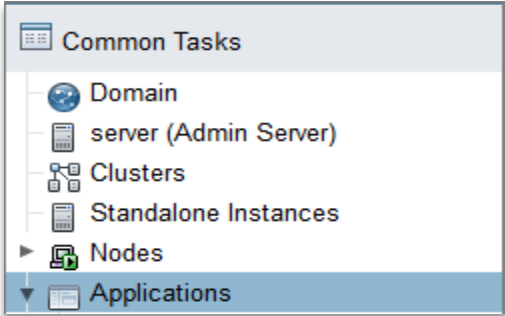 Common Tasks
Domain
server (Admin Server)
Clusters
Standalone Instances
Nodes
Applications